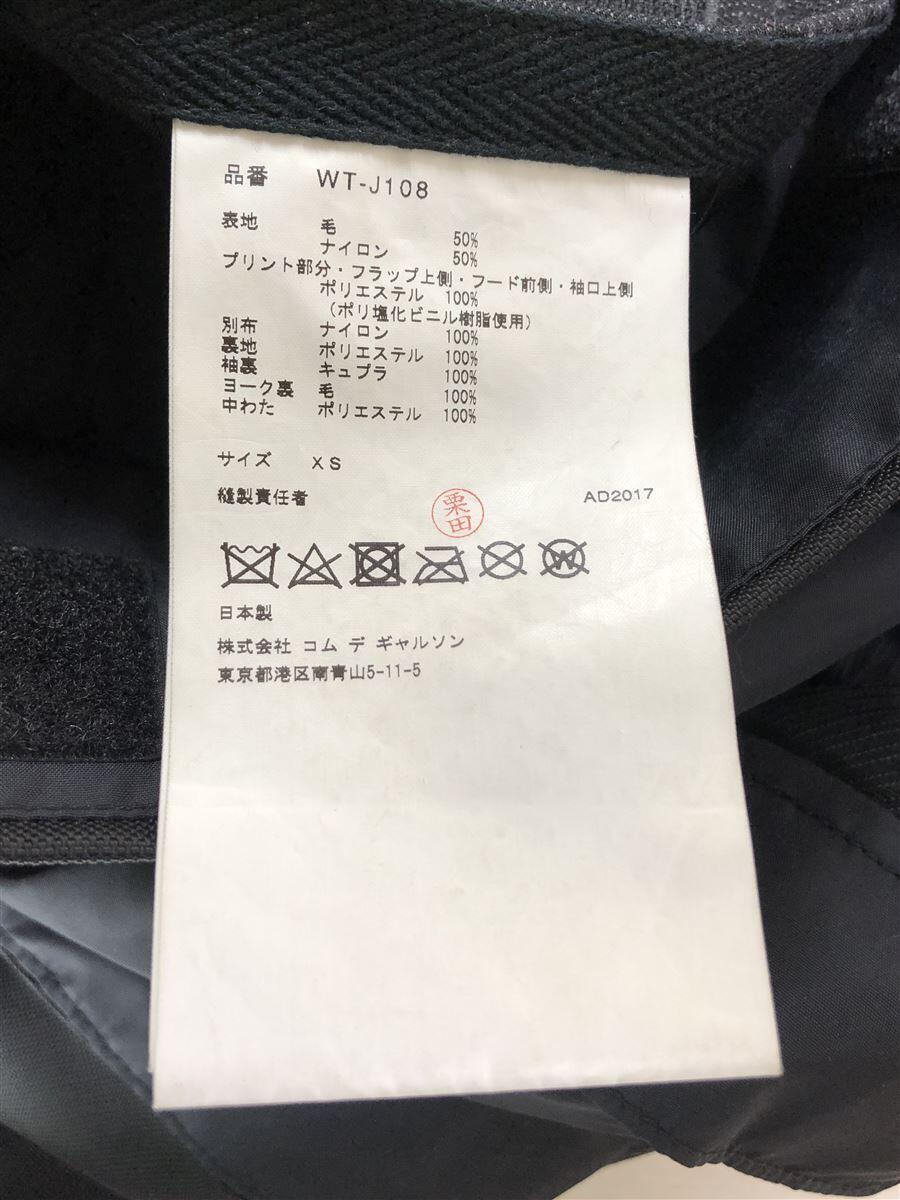 品番 WT-J108
表地 毛 50%
ナイロン 50%
プリント部分・フラップ上側・フード前側・袖口上側
ポリエステル 100%
(ポリ塩化ビニル樹脂使用)
別布 ナイロン 100%
裏地 ポリエステル 100%
袖裏 キュプラ 100%
ヨーク裏 毛 100%
中わた ポリエステル 100%
サイズ XS
縫製責任者 栗田 AD2017
W
日本製
株式会社 コム デ ギャルソン
東京都港区南青山5-11-5